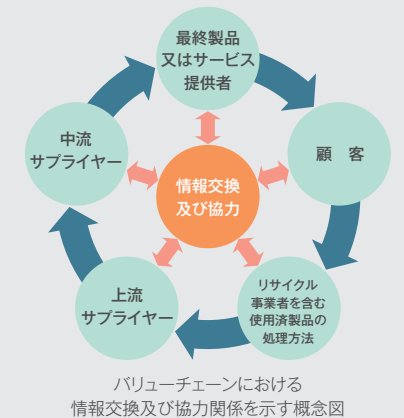 最終製品
又はサービス
提供者
顧　客
リサイクル
事業者を含む
使用済製品の
処理方法
上流
サプライヤー
中流
サプライヤー
情報交換
及び協力
バリューチェーンにおける
情報交換及び協力関係を示す概念図